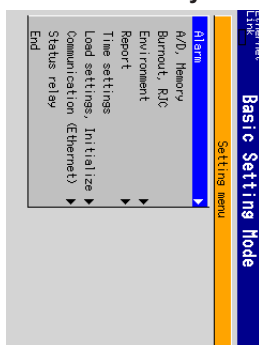 Link
Basic Setting Mode
Setting menu
Alarm
A/D, Memory
Burnout, RJC
Environment
Report
Time settings
Load settings, Initialize
Communication (Ethernet)
Status relay
End